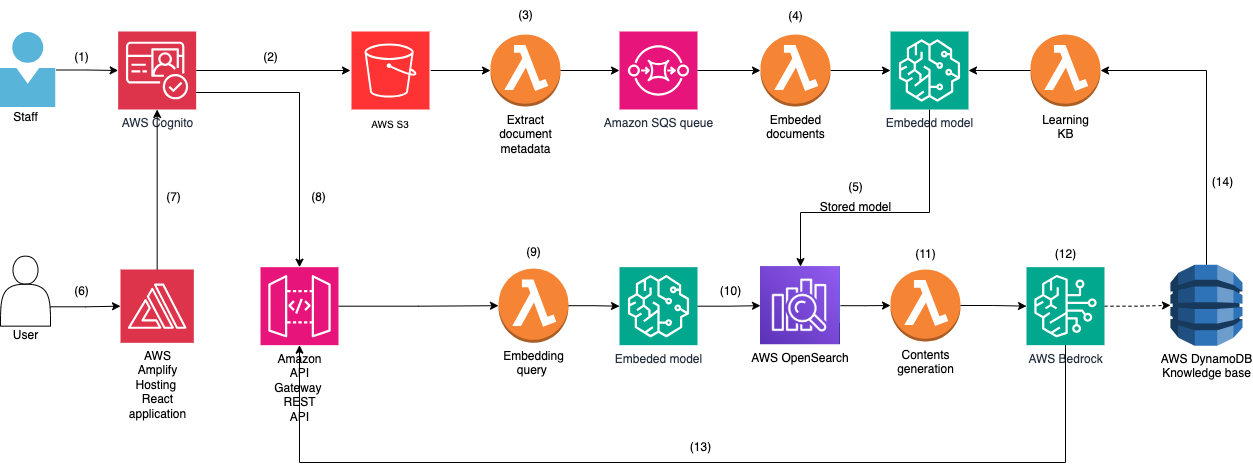 (3)
(4)
(1)
(2)
Staff
AWS Cognito
AWS S3
Extract
document
metadata
Amazon SQS queue
Embeded
documents
Embeded model
Learning
KB
(7)
(8)
(5)
Stored model
(14)
(6)
(9)
(10)
(11)
(12)
User
AWS
Amplify
Hosting
React
application
Amazon
API
Gateway
REST
API
Embedding
query
Embeded model
AWS OpenSearch
Contents
generation
AWS Bedrock
AWS DynamoDB
Knowledge base
(13)